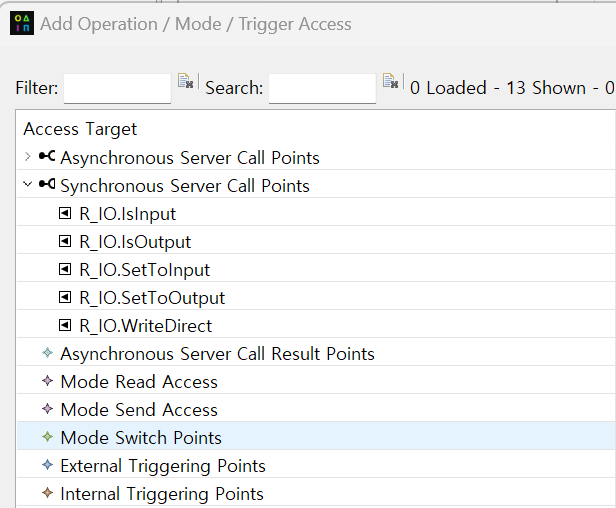 Add Operation / Mode / Trigger Access
Filter: Search: 0 Loaded - 13 Shown - 0
Access Target
Asynchronous Server Call Points
Synchronous Server Call Points
R_IO.IsInput
R_IO.IsOutput
R_IO.SetToInput
R_IO.SetToOutput
R_IO.WriteDirect
Asynchronous Server Call Result Points
Mode Read Access
Mode Send Access
Mode Switch Points
External Triggering Points
Internal Triggering Points